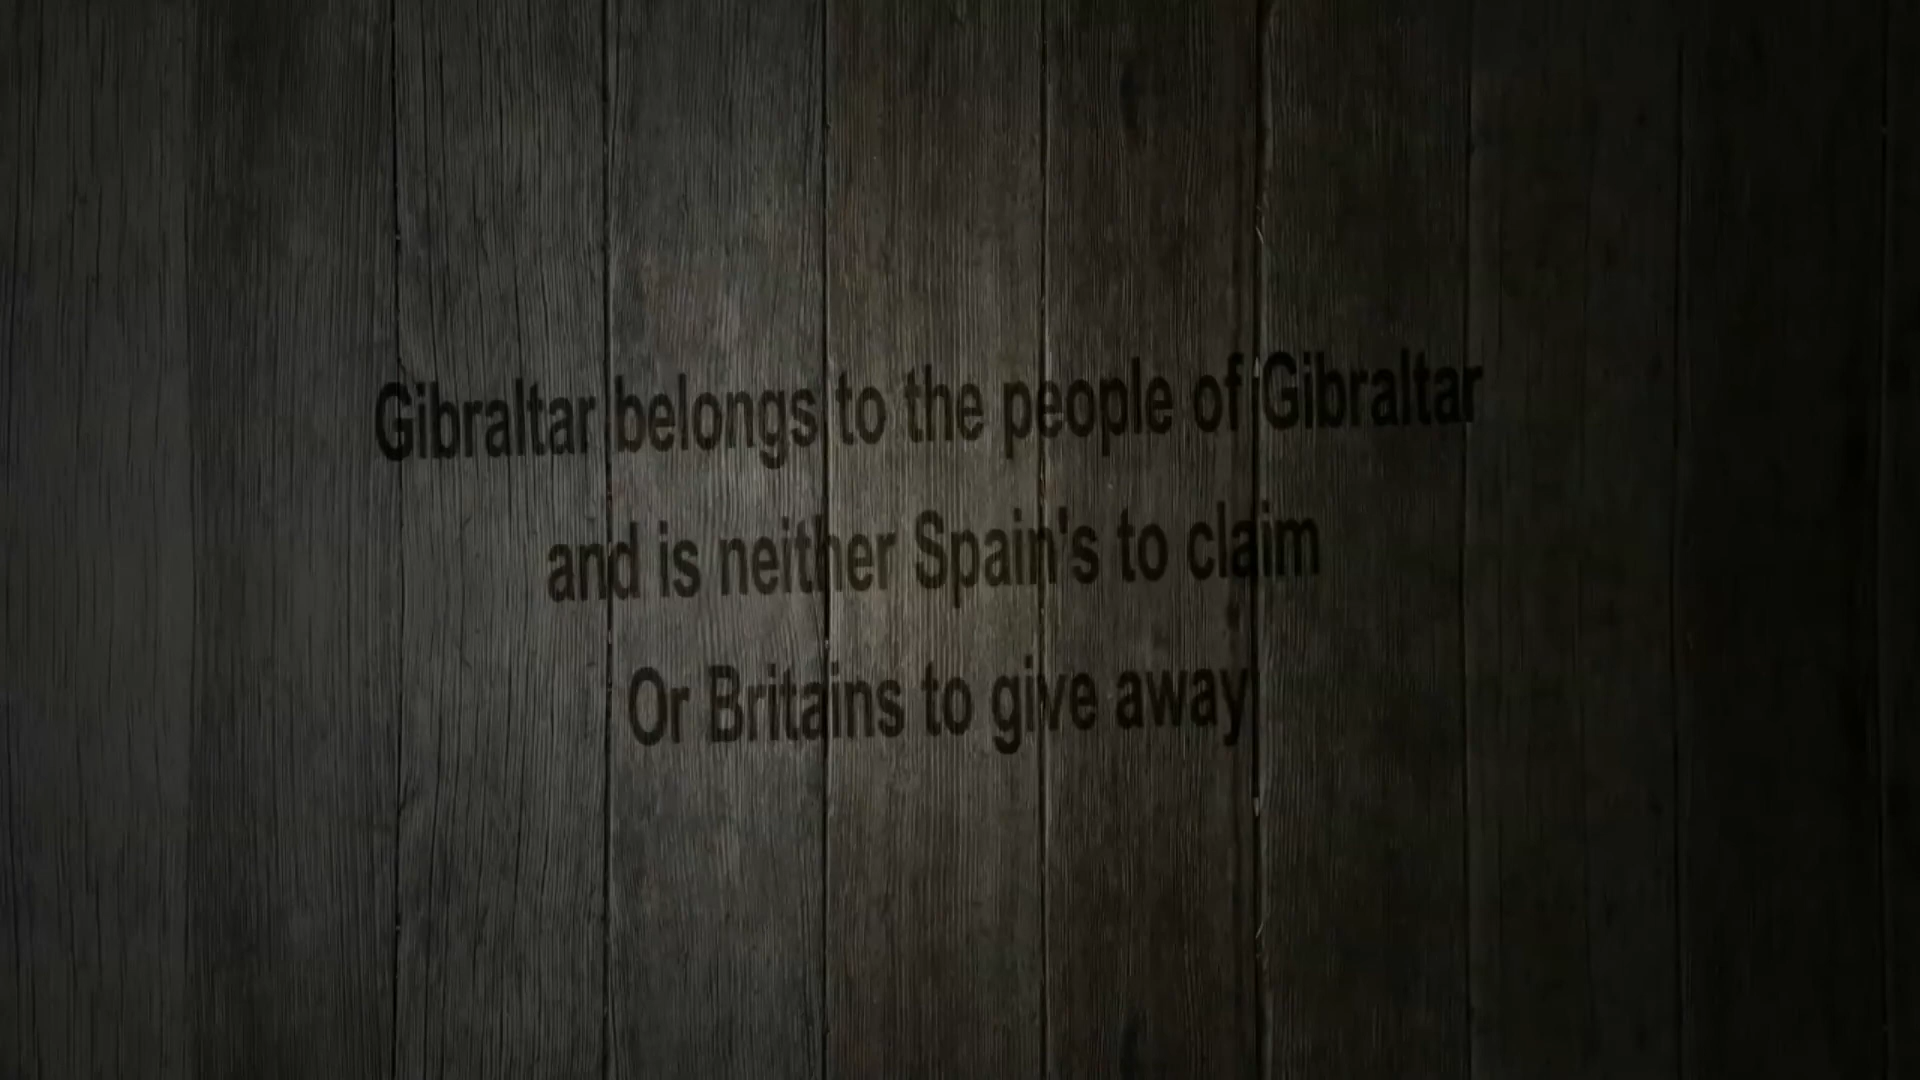 Gibraltar belongs to the people of Gibraltar
and is neither Spain's to claim
Or Britains to give away